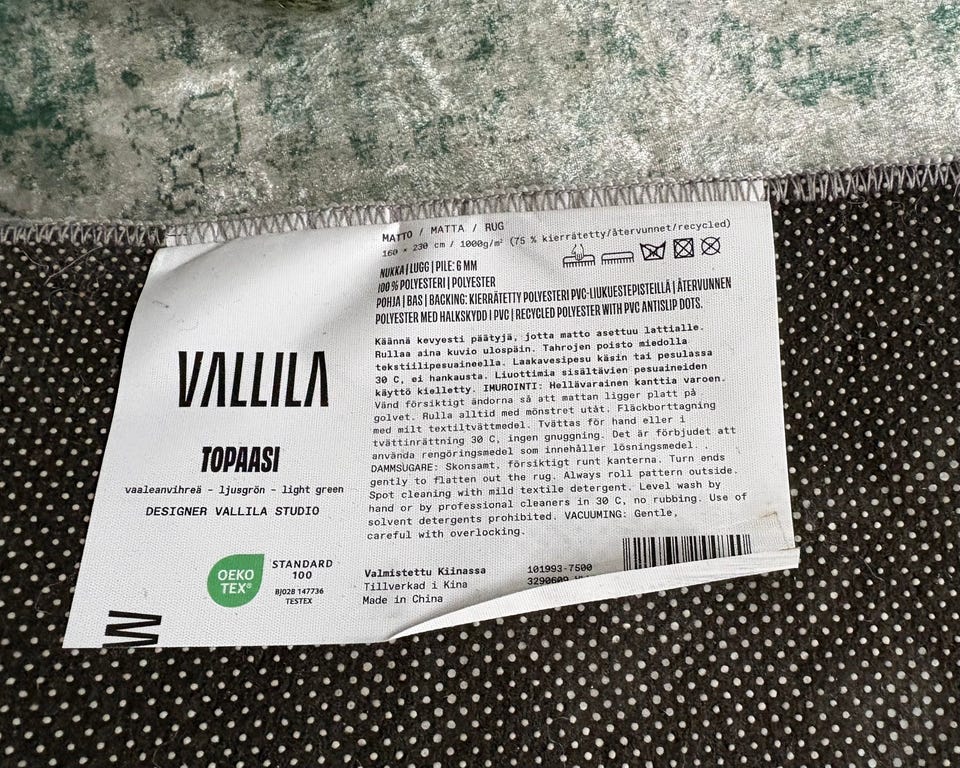 MATTO / MATTA / RUG
160 × 230 cm / 1000g/m² (75 % kierrätetty/återvunnet/recycled)
NUKKA | LUGG | PILE: 6 MM
100 % POLYESTERI | POLYESTER
POHJA | BAS | BACKING: KIERRÄTETTY POLYESTERI PVC-LIUKUESTEPISTEILLÄ | ÅTERVUNNEN
POLYESTER MED HALKSKYDD I PVC | RECYCLED POLYESTER WITH PVC ANTISLIP DOTS.
Käännä kevyesti päätyjä, jotta matto asettuu lattialle.
Rullaa aina kuvio ulospäin. Tahrojen poisto miedolla
tekstiilipesuaineella. Laakavesipesu käsin tai pesulassa
30 C, ei hankausta. Liuottimia sisältävien pesuaineiden
käyttö kielletty. IMUROINTI: Hellävarainen kanttia varoen.
Vänd försiktigt ändorna så att mattan ligger platt på
golvet. Rulla alltid med mönstret utåt. Fläckborttagning
med milt textiltvättmedel. Tvättas för hand eller i
tvättinrättning 30 C, ingen gnuggning. Det är förbjudet att
använda rengöringsmedel som innehåller lösningsmedel.
DAMMSUGARE: Skonsamt, försiktigt runt kanterna. Turn ends
gently to flatten out the rug. Always roll pattern outside.
Spot cleaning with mild textile detergent. Level wash by
hand or by professional cleaners in 30 C, no rubbing. Use of
solvent detergents prohibited. VACUUMING: Gentle,
careful with overlocking.
VALLILA
TOPAASI
vaaleanvihreä - ljusgrön - light green
DESIGNER VALLILA STUDIO
OEKO
TEX®
STANDARD
100
BJ028 147736
TESTEX
Valmistettu Kiinassa
Tillverkad i Kina
Made in China
101993-7500